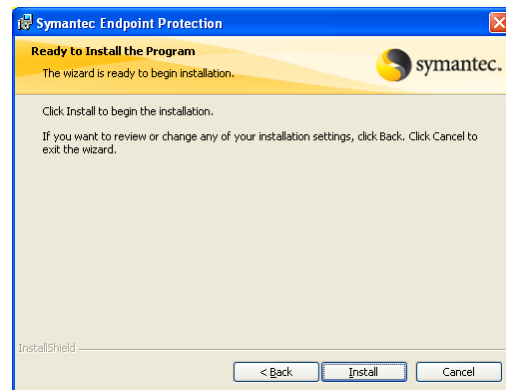 Symantec Endpoint Protection
Ready to Install the Program
The wizard is ready to begin installation.
symantec.
Click Install to begin the installation.
If you want to review or change any of your installation settings, click Back. Click Cancel to
exit the wizard.
InstallShield
< Back
Install
Cancel